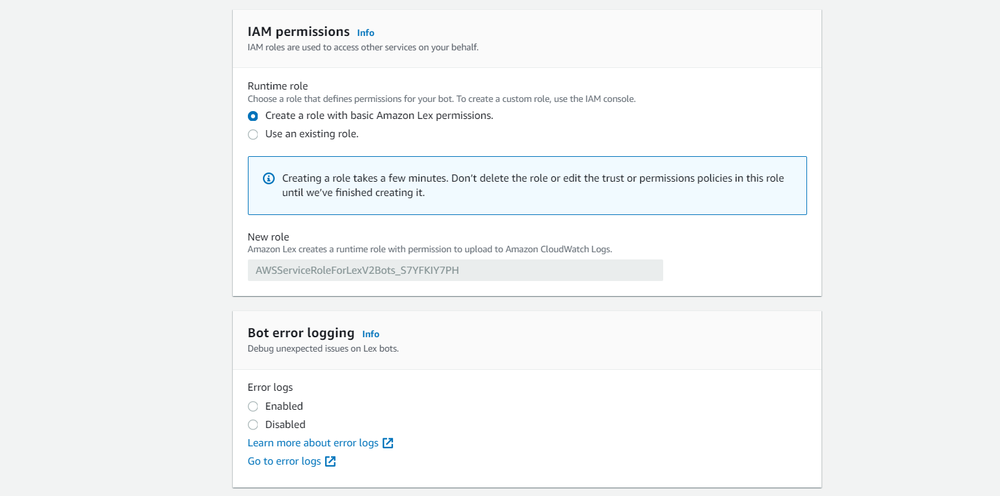 IAM permissions Info
IAM roles are used to access other services on your behalf.
Runtime role
Choose a role that defines permissions for your bot. To create a custom role, use the IAM console.
Create a role with basic Amazon Lex permissions.
Use an existing role.
Creating a role takes a few minutes. Don’t delete the role or edit the trust or permissions policies in this role
until we’ve finished creating it.
New role
Amazon Lex creates a runtime role with permission to upload to Amazon CloudWatch Logs.
AWSServiceRoleForLexV2Bots_S7YFKIY7PH
Bot error logging Info
Debug unexpected issues on Lex bots.
Error logs
Enabled
Disabled
Learn more about error logs
Go to error logs